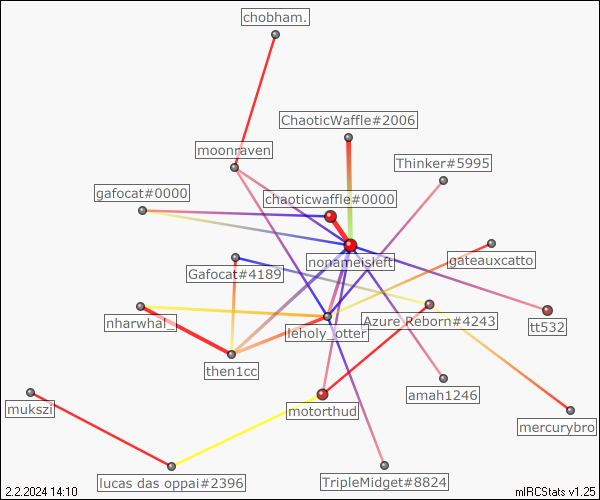 chobham.
ChaoticWaffle#2006
moonraven
Thinker#5995
gafocat#0000
chaoticwaffle#0000
nonameisleft
gateauxcatto
Gafocat#4189
nharwhal_
leholy_otter
Azure Reborn#4243
tt532
then1cc
amah1246
mukszi
motorthud
mercurybro
lucas das oppai#2396
TripleMidget#8824
2.2.2024 14:10
mIRCStats v1.25